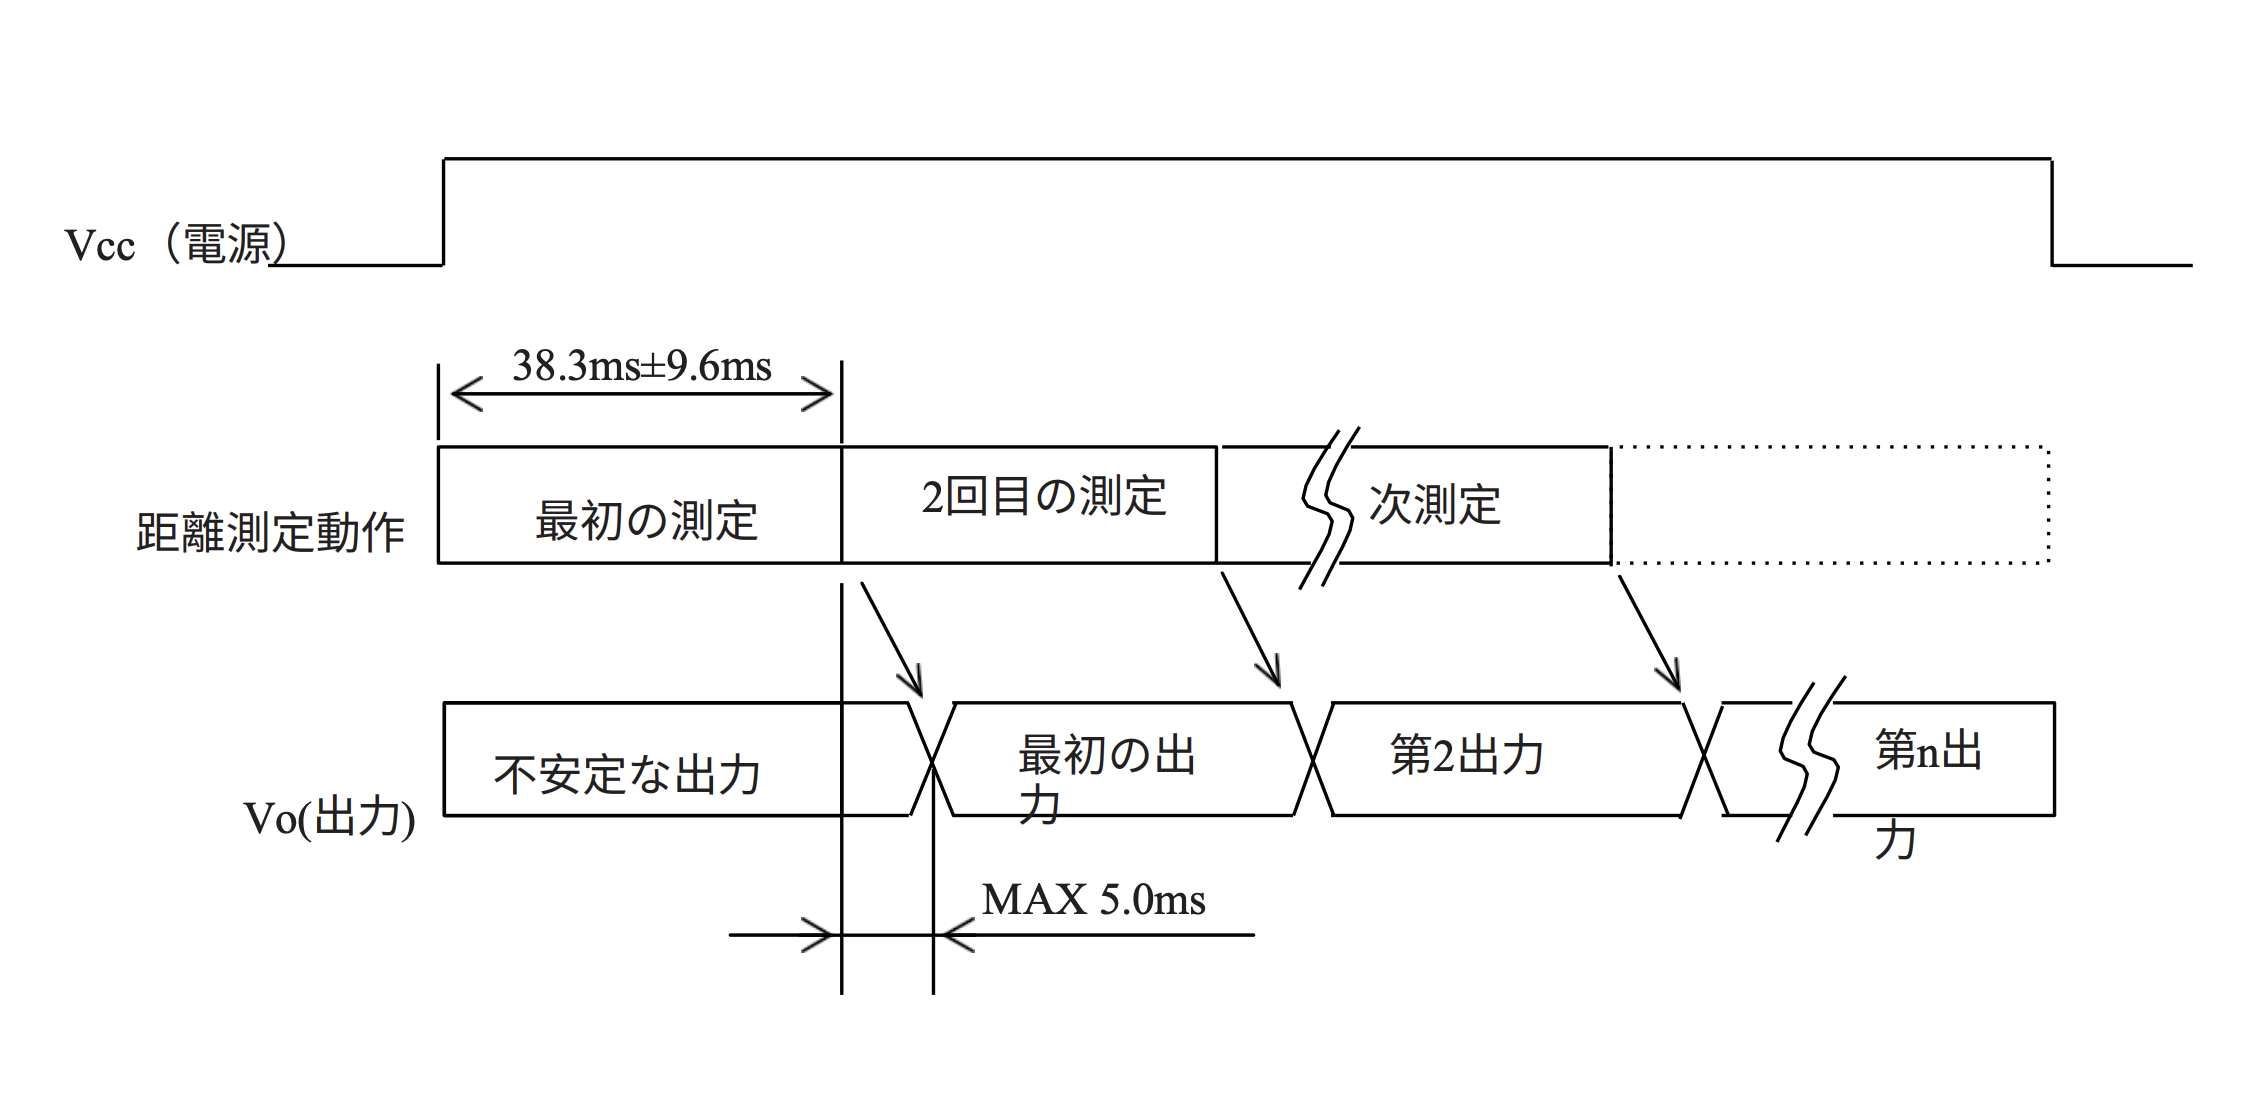 Vcc（電源）
38.3ms±9.6ms
距離測定動作
最初の測定
2回目の測定
次測定
Vo(出力)
不安定な出力
最初の出
力
第2出力
第n出
力
MAX 5.0ms